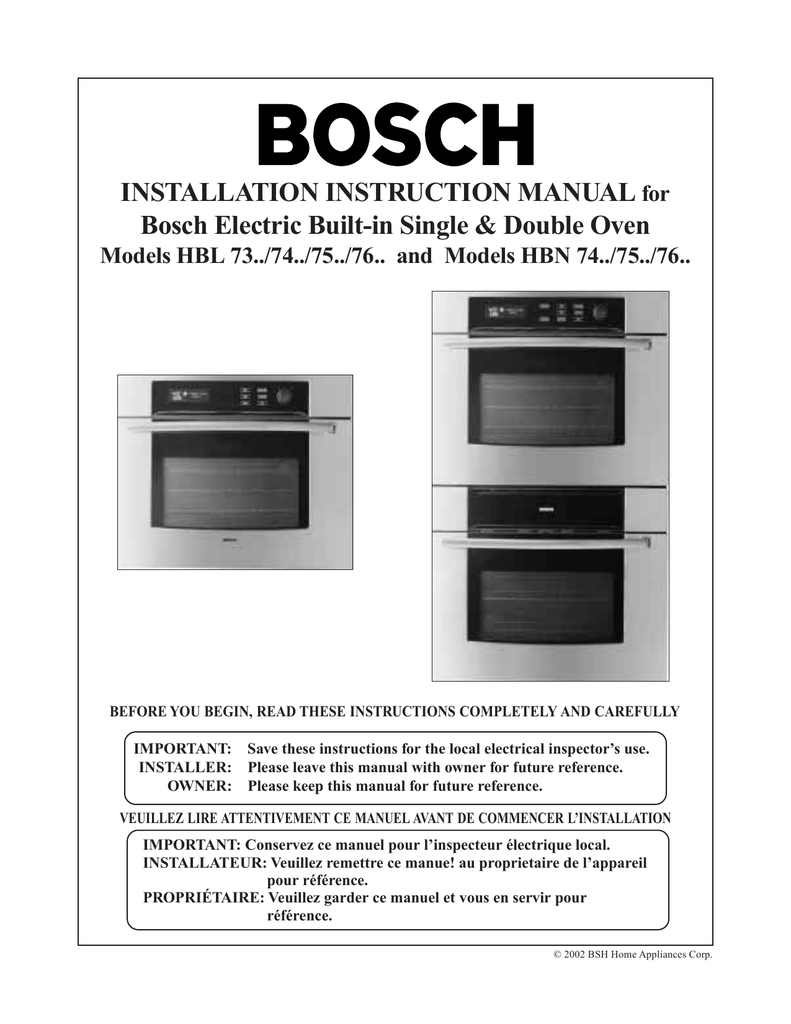 BOSCH
INSTALLATION INSTRUCTION MANUAL for
Bosch Electric Built-in Single & Double Oven
Models HBL 73../74../75../76.. and Models HBN 74../75../76..
BEFORE YOU BEGIN, READ THESE INSTRUCTIONS COMPLETELY AND CAREFULLY
IMPORTANT: Save these instructions for the local electrical inspector's use.
INSTALLER: Please leave this manual with owner for future reference.
OWNER: Please keep this manual for future reference.
VEUILLEZ LIRE ATTENTIVEMENT CE MANUEL AVANT DE COMMENCER L'INSTALLATION
IMPORTANT: Conservez ce manuel pour l'inspecteur électrique local.
INSTALLATEUR: Veuillez remettre ce manue! au proprietaire de l'appareil
pour référence.
PROPRIÉTAIRE: Veuillez garder ce manuel et vous en servir pour
référence.
© 2002 BSH Home Appliances Corp.